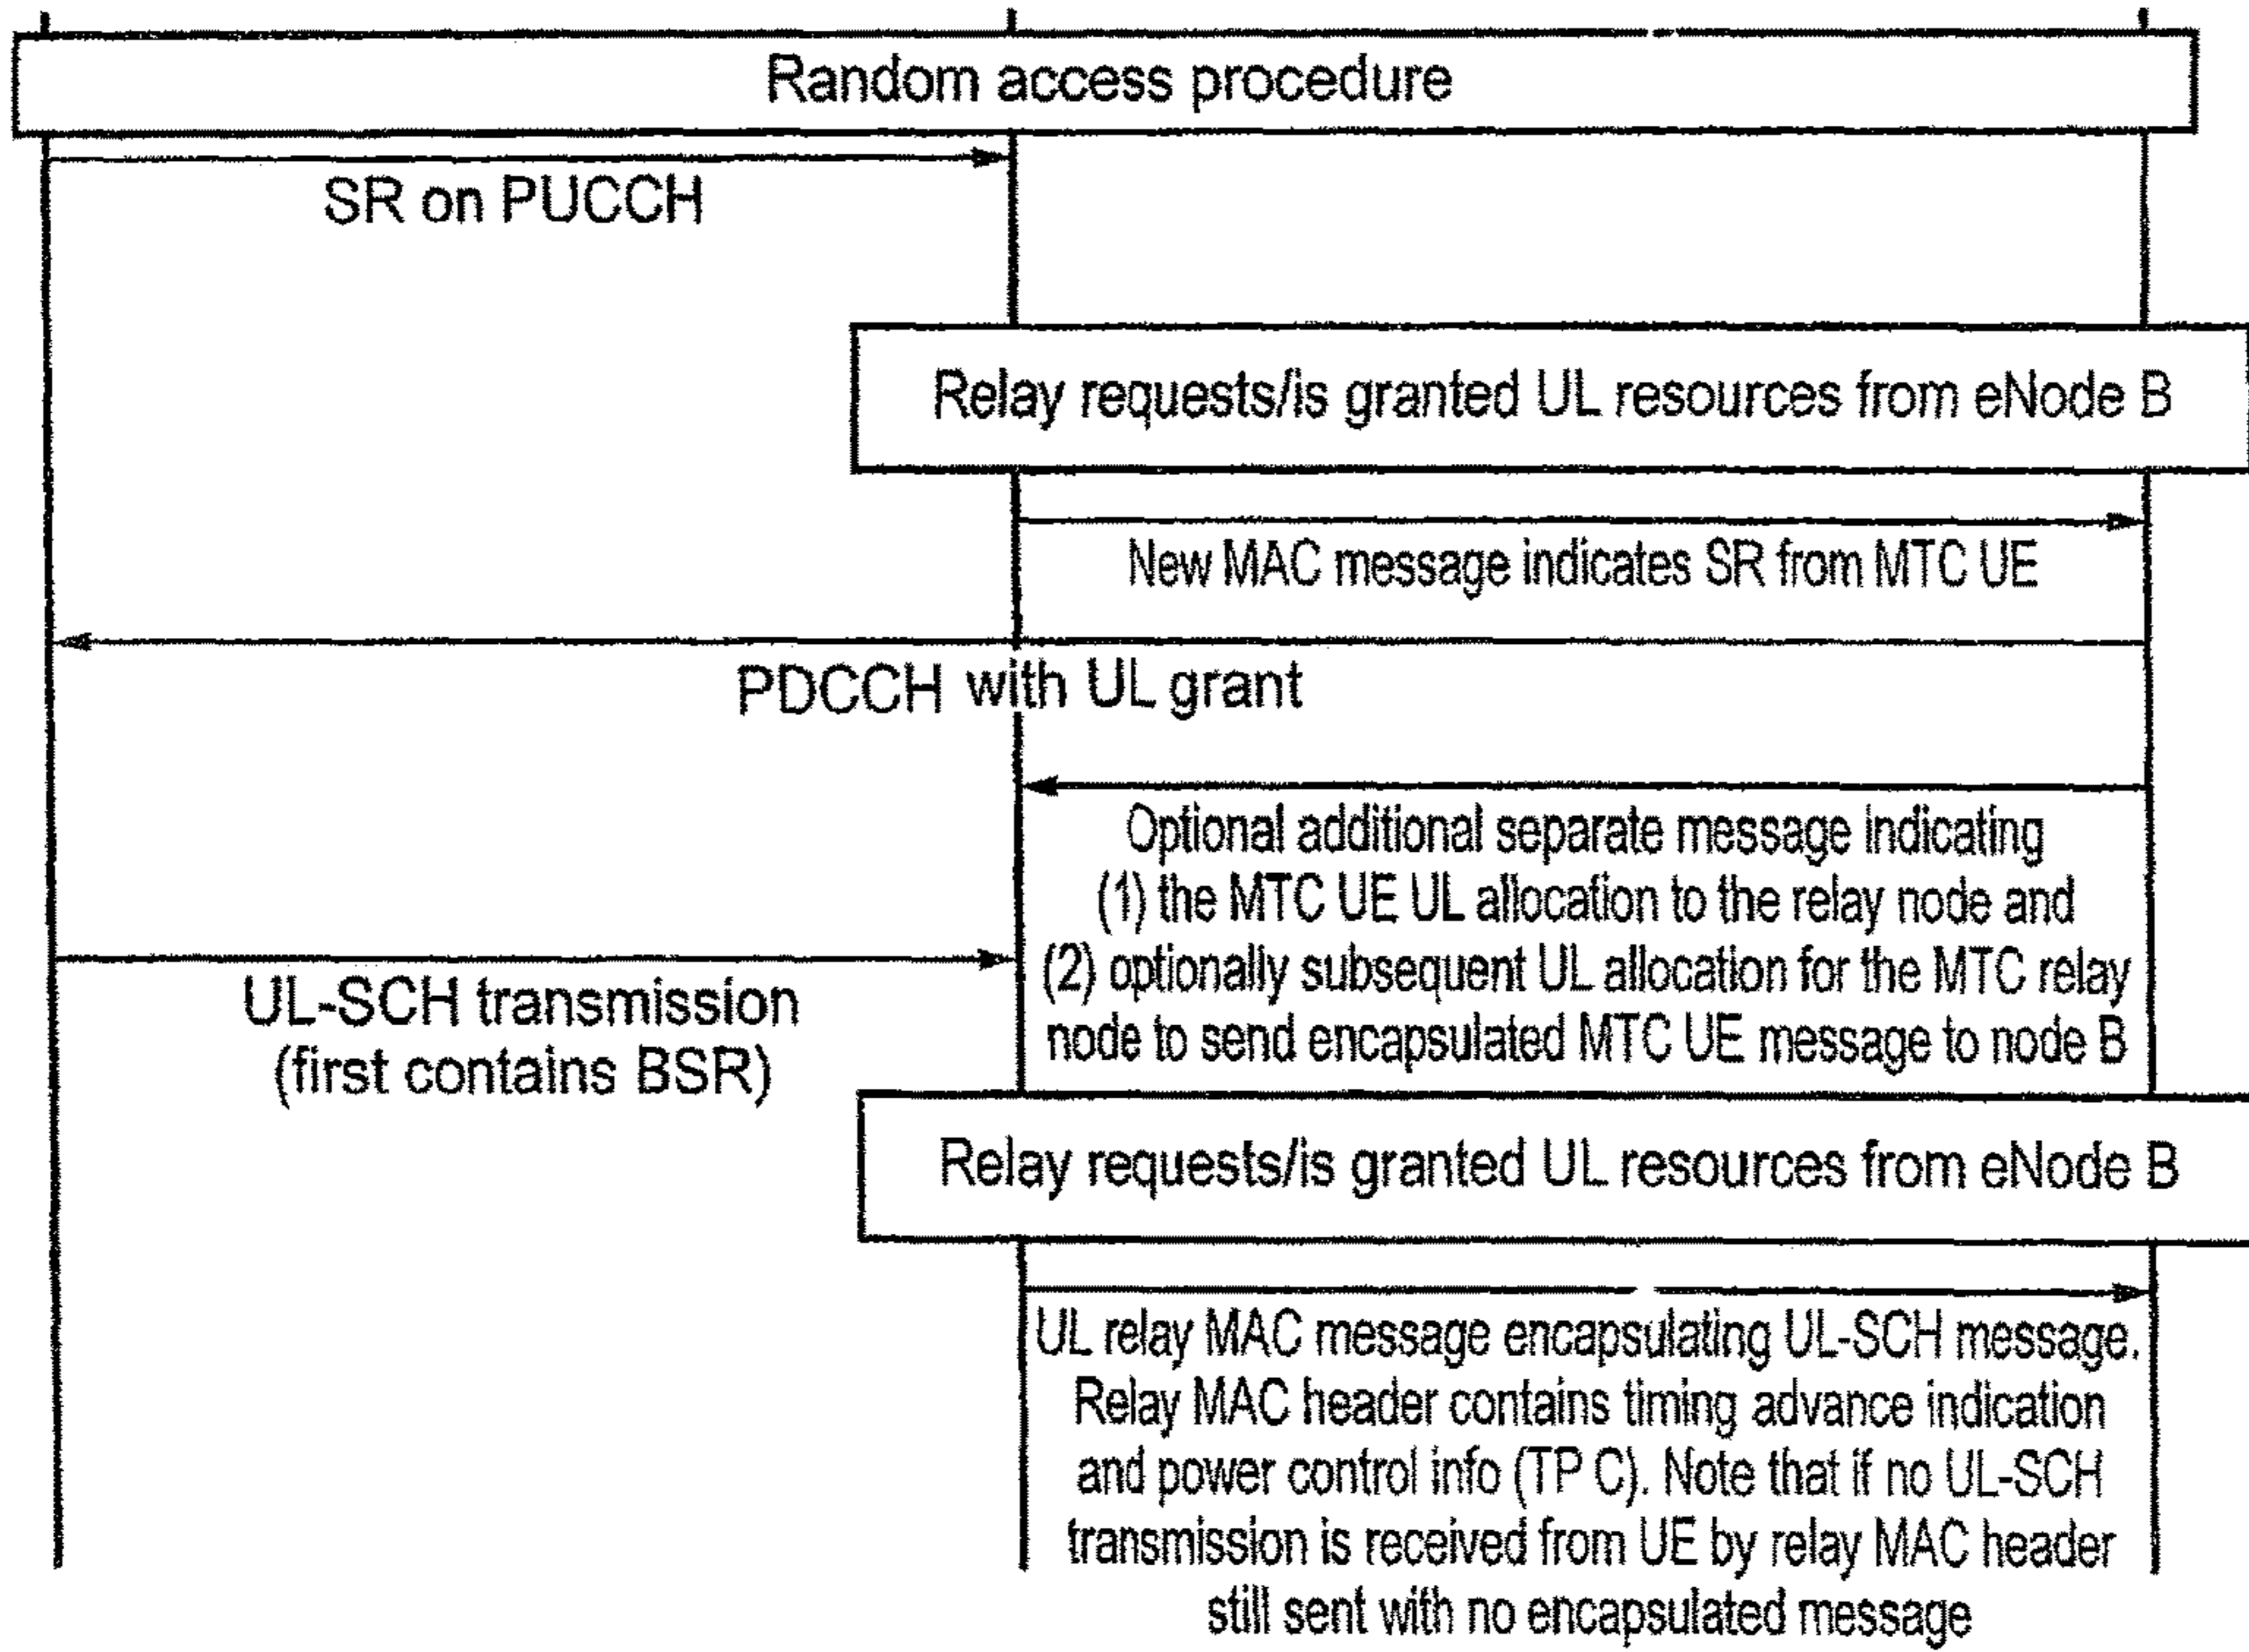 Random access procedure
SR on PUCCH
Relay requests/is granted UL resources from eNode B
New MAC message indicates SR from MTC UE
PDCCH with UL grant
Optional additional separate message indicating
(1) the MTC UE UL allocation to the relay node and
(2) optionally subsequent UL allocation for the MTC relay
node to send encapsulated MTC UE message to node B
UL-SCH transmission
(first contains BSR)
Relay requests/is granted UL resources from eNode B
UL relay MAC message encapsulating UL-SCH message.
Relay MAC header contains timing advance indication
and power control info (TP C). Note that if no UL-SCH
transmission is received from UE by relay MAC header
still sent with no encapsulated message